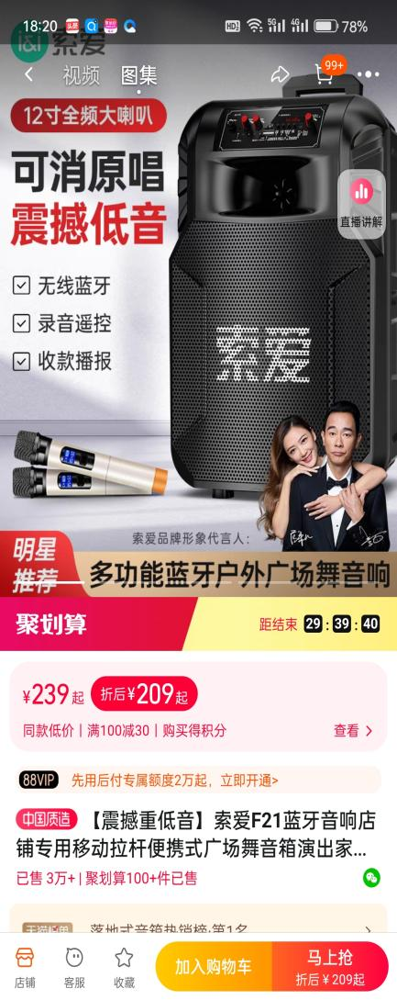 18:20
HD2 5G 4G 78%
索爱
视频 图集
99+
12寸全频大喇叭
可消原唱
震撼低音
直播讲解
无线蓝牙
录音遥控
收款播报
索爱
索爱品牌形象代言人：
明星
推荐
多功能蓝牙户外广场舞音响
聚划算
距结束 29:39:40
¥239起 折后¥209起
同款低价 | 满100减30 | 购买得积分
查看 >
88VIP 先用后付专属额度2万起，立即开通>
中国质造 【震撼重低音】索爱F21蓝牙音响店
铺专用移动拉杆便携式广场舞音箱演出家...
已售 3万+ | 聚划算100+件已售
天猫榜单 落地式音箱热销榜·第1名
店铺
客服
收藏
加入购物车
马上抢
折后¥209起